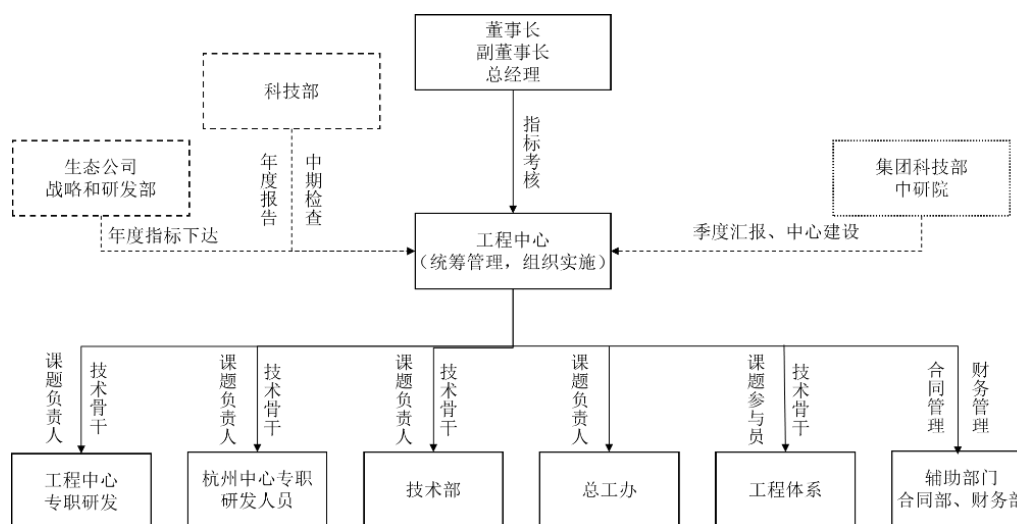 董事长
副董事长
总经理
科技部
生态公司
战略和研发部
集团科技部
中研院
指标考核
年度报告
中期检查
年度指标下达
季度汇报、中心建设
工程中心
（统筹管理，组织实施）
课题负责人
技术骨干
课题负责人
技术骨干
课题负责人
技术骨干
课题负责人
课题参与员
技术骨干
合同管理
财务管理
工程中心
专职研发
杭州中心专职
研发人员
技术部
总工办
工程体系
辅助部门
合同部、财务部